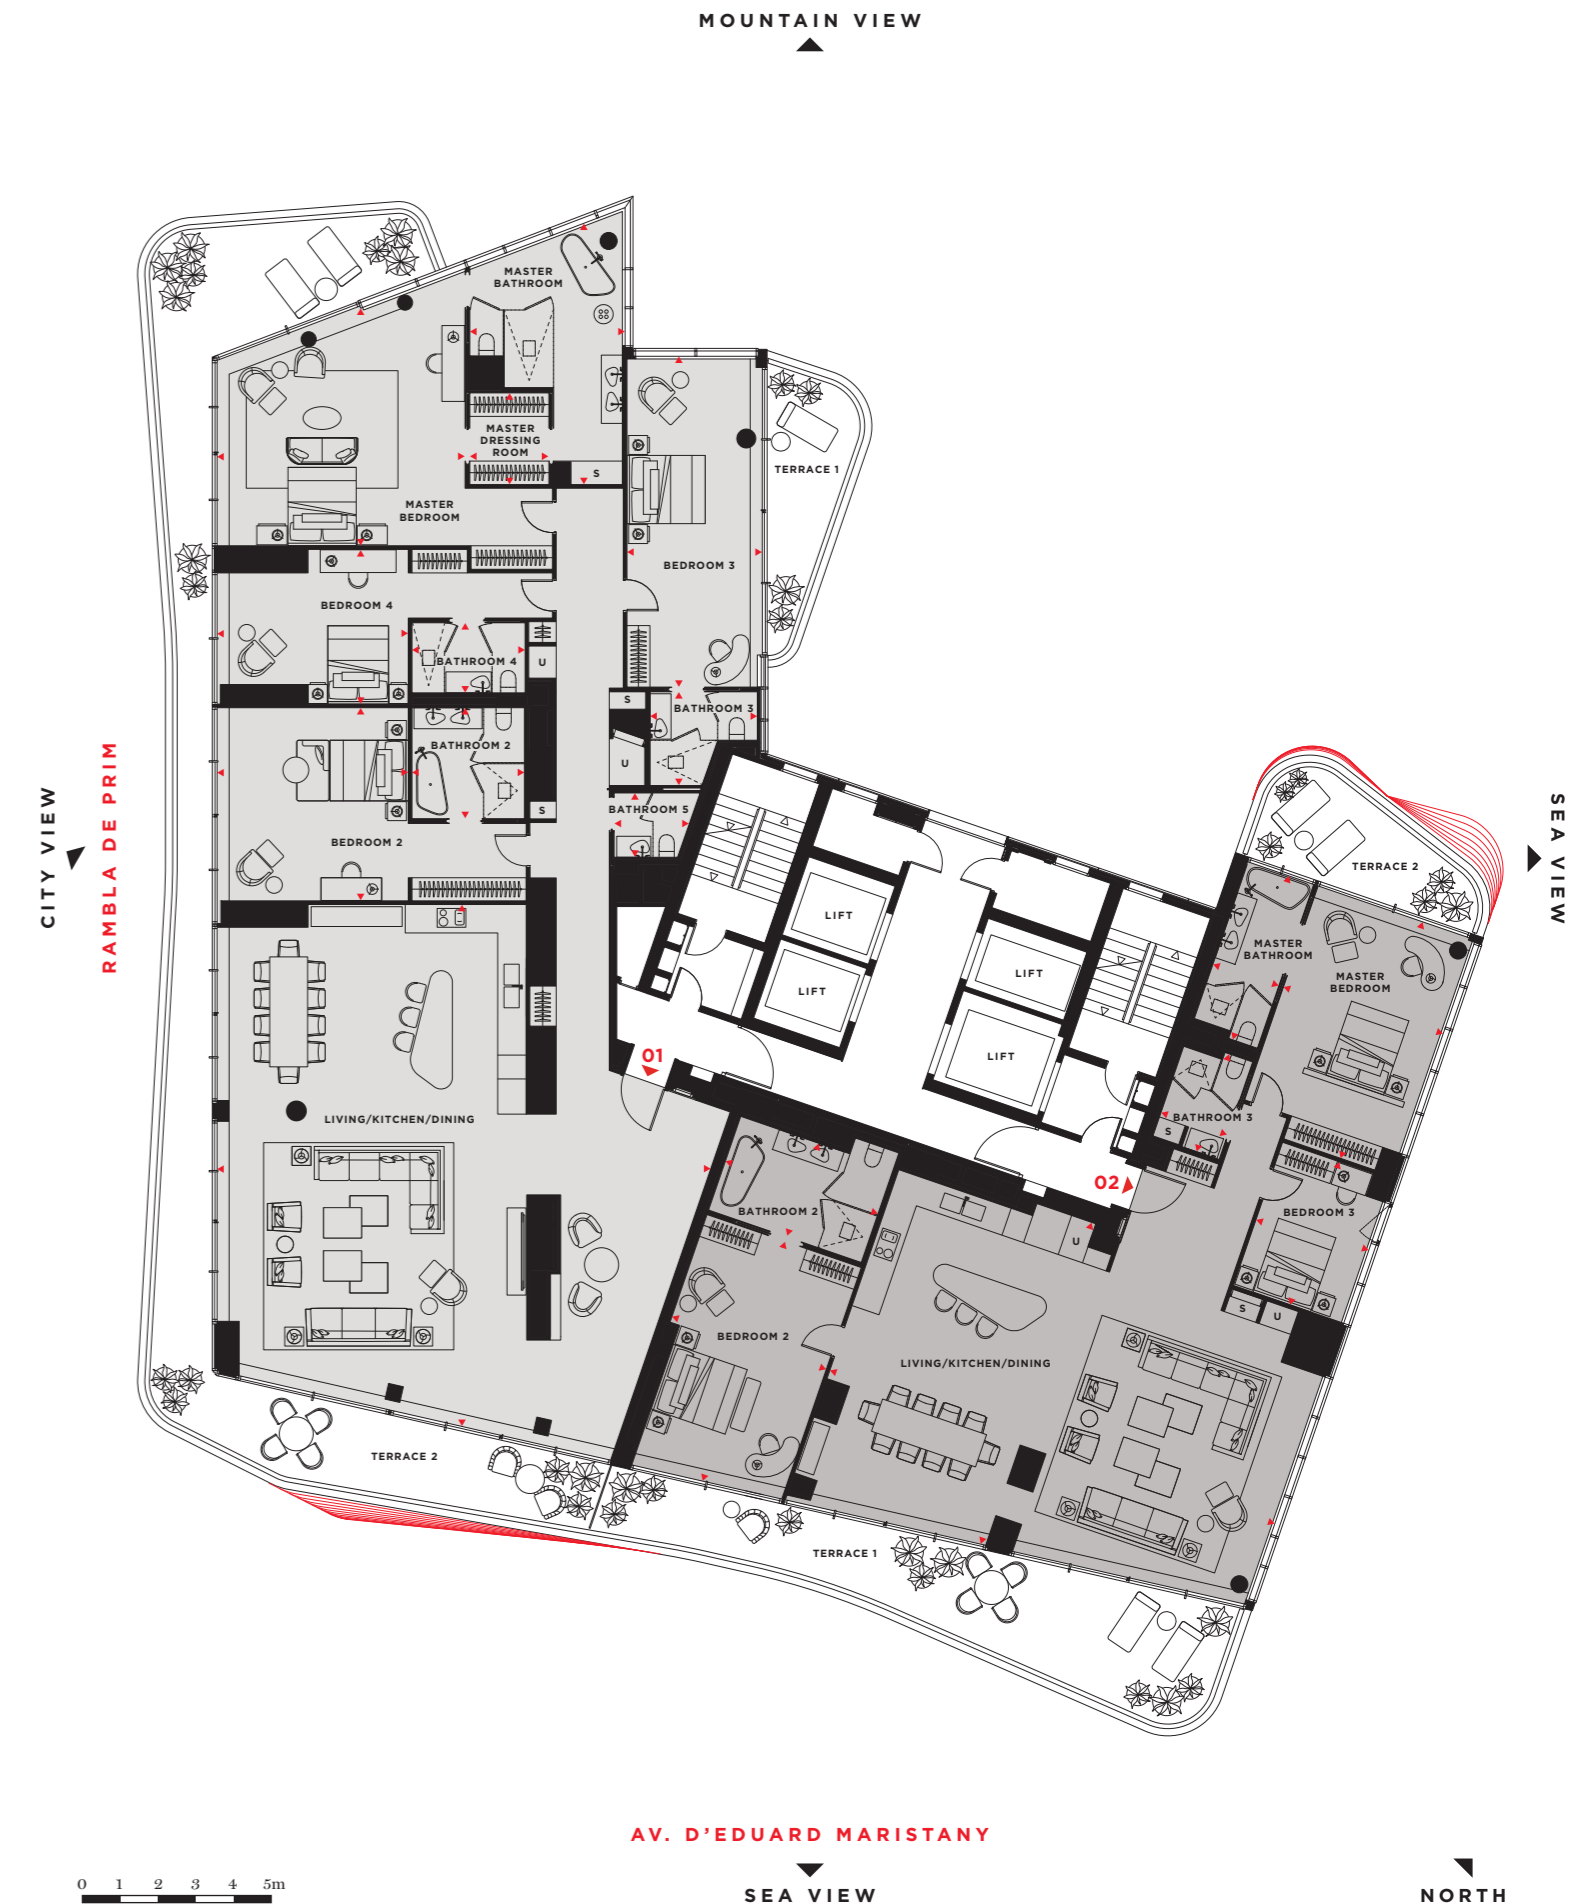 MOUNTAIN VIEW
MASTER
BATHROOM
MASTER
DRESSING
ROOM
S
MASTER
BEDROOM
TERRACE 1
BEDROOM 3
BEDROOM 4
BATHROOM 4
U
S
BATHROOM 3
BATHROOM 2
U
S
BATHROOM 5
BEDROOM 2
CITY VIEW
RAMBLA DE PRIM
SEA VIEW
TERRACE 2
LIFT
LIFT
LIFT
LIFT
MASTER
BATHROOM
MASTER
BEDROOM
01
LIVING/KITCHEN/DINING
BATHROOM 3
S
02
BATHROOM 2
BEDROOM 3
U
S
U
BEDROOM 2
LIVING/KITCHEN/DINING
TERRACE 2
TERRACE 1
AV. D’EDUARD MARISTANY
SEA VIEW
0 1 2 3 4 5m
NORTH